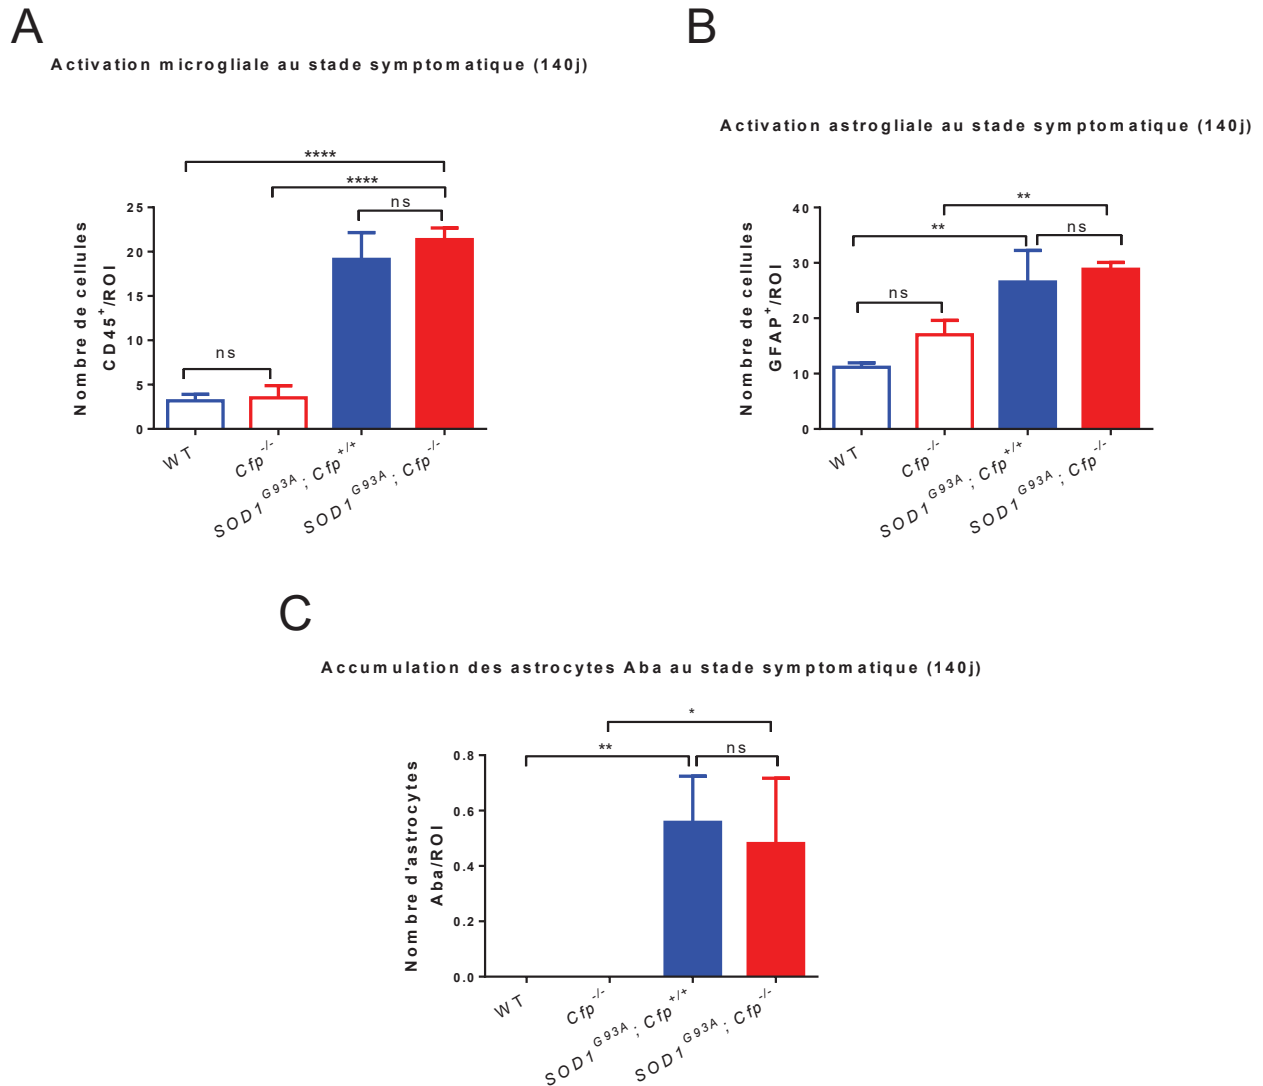 A
Activation microgliale au stade symptomatique (140j)
****
****
ns
ns
Nombre de cellules
CD45+/ROI
25
20
15
10
5
0
WT
Cfp-/-
SOD1G93A; Cfp+/+
SOD1G93A; Cfp-/-
B
Activation astrogliale au stade symptomatique (140j)
**
**
ns
ns
Nombre de cellules
GFAP+/ROI
40
30
20
10
0
WT
Cfp-/-
SOD1G93A; Cfp+/+
SOD1G93A; Cfp-/-
C
Accumulation des astrocytes Aba au stade symptomatique (140j)
*
**
ns
Nombre d'astrocytes
Aba/ROI
0.8
0.6
0.4
0.2
0.0
WT
Cfp-/-
SOD1G93A; Cfp+/+
SOD1G93A; Cfp-/-